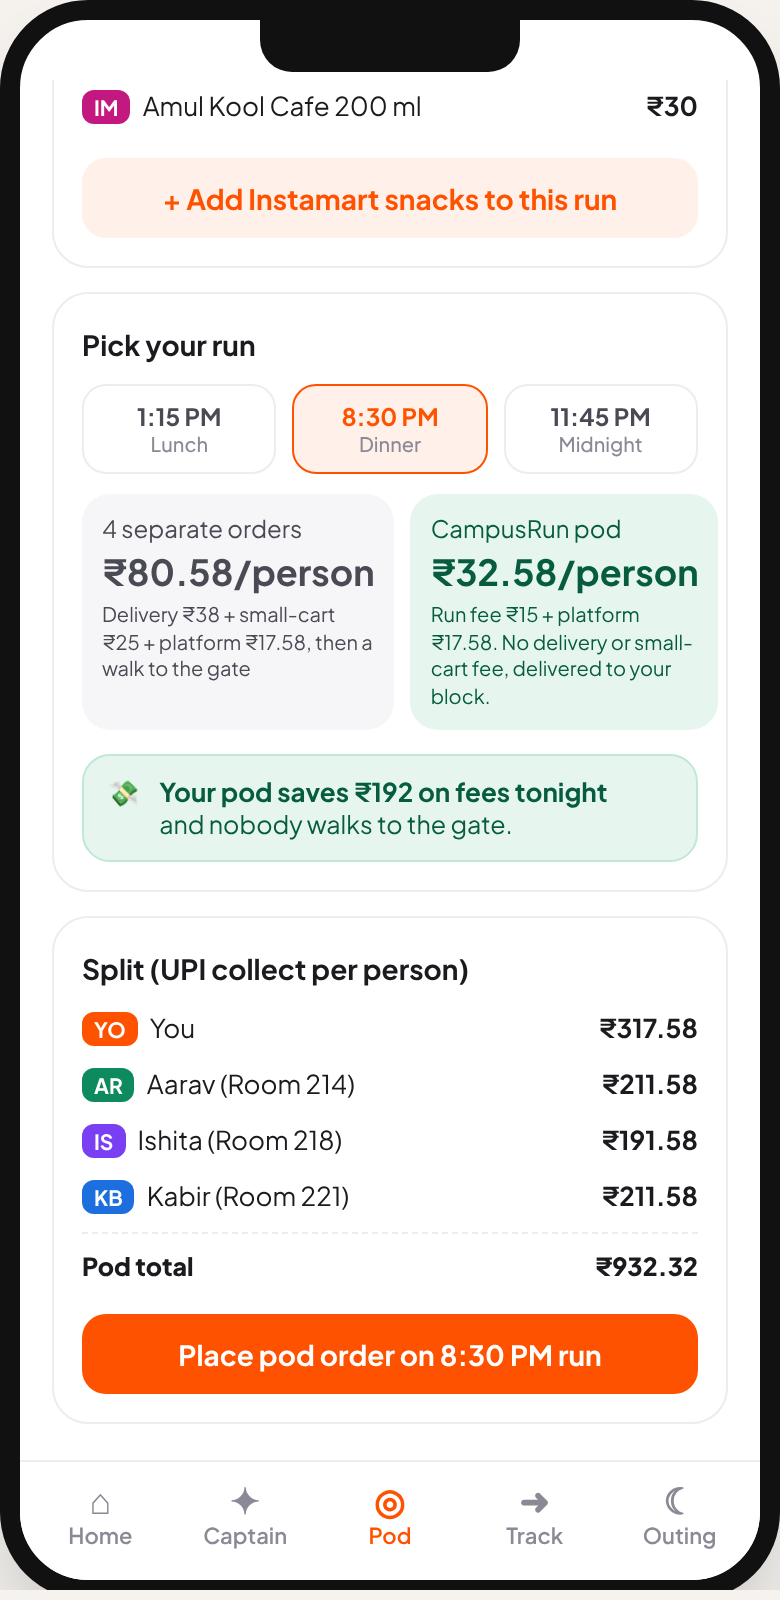 IM Amul Kool Cafe 200 ml ₹30
+ Add Instamart snacks to this run
Pick your run
1:15 PM
Lunch
8:30 PM
Dinner
11:45 PM
Midnight
4 separate orders
₹80.58/person
Delivery ₹38 + small-cart
₹25 + platform ₹17.58, then a
walk to the gate
CampusRun pod
₹32.58/person
Run fee ₹15 + platform
₹17.58. No delivery or small-
cart fee, delivered to your
block.
Your pod saves ₹192 on fees tonight
and nobody walks to the gate.
Split (UPI collect per person)
YO You ₹317.58
AR Aarav (Room 214) ₹211.58
IS Ishita (Room 218) ₹191.58
KB Kabir (Room 221) ₹211.58
Pod total ₹932.32
Place pod order on 8:30 PM run
Home
Captain
Pod
Track
Outing